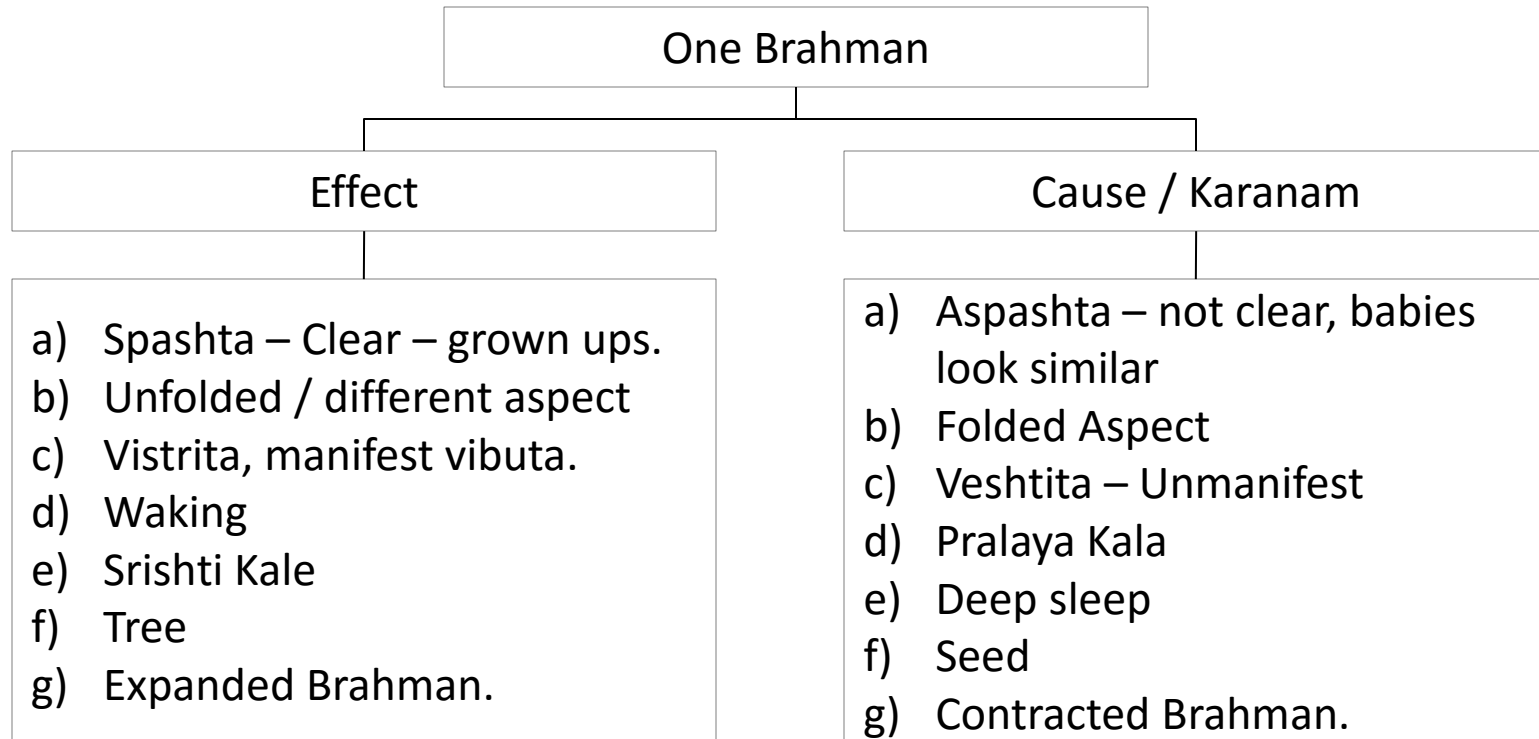 One Brahman
Effect
a) Spashta – Clear – grown ups.
b) Unfolded / different aspect
c) Vistrita, manifest vibuta.
d) Waking
e) Srishti Kale
f) Tree
g) Expanded Brahman.
Cause / Karanam
a) Aspashta – not clear, babies
look similar
b) Folded Aspect
c) Veshtita – Unmanifest
d) Pralaya Kala
e) Deep sleep
f) Seed
g) Contracted Brahman.